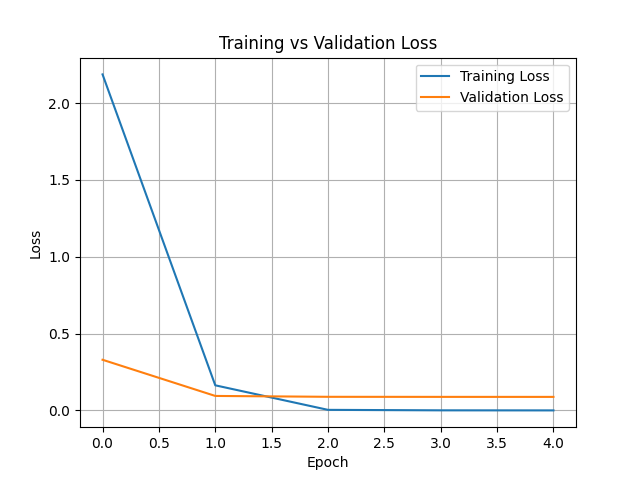 Training vs Validation Loss
Training Loss
Validation Loss
2.0
1.5
1.0
0.5
0.0
Loss
0.0 0.5 1.0 1.5 2.0 2.5 3.0 3.5 4.0
Epoch